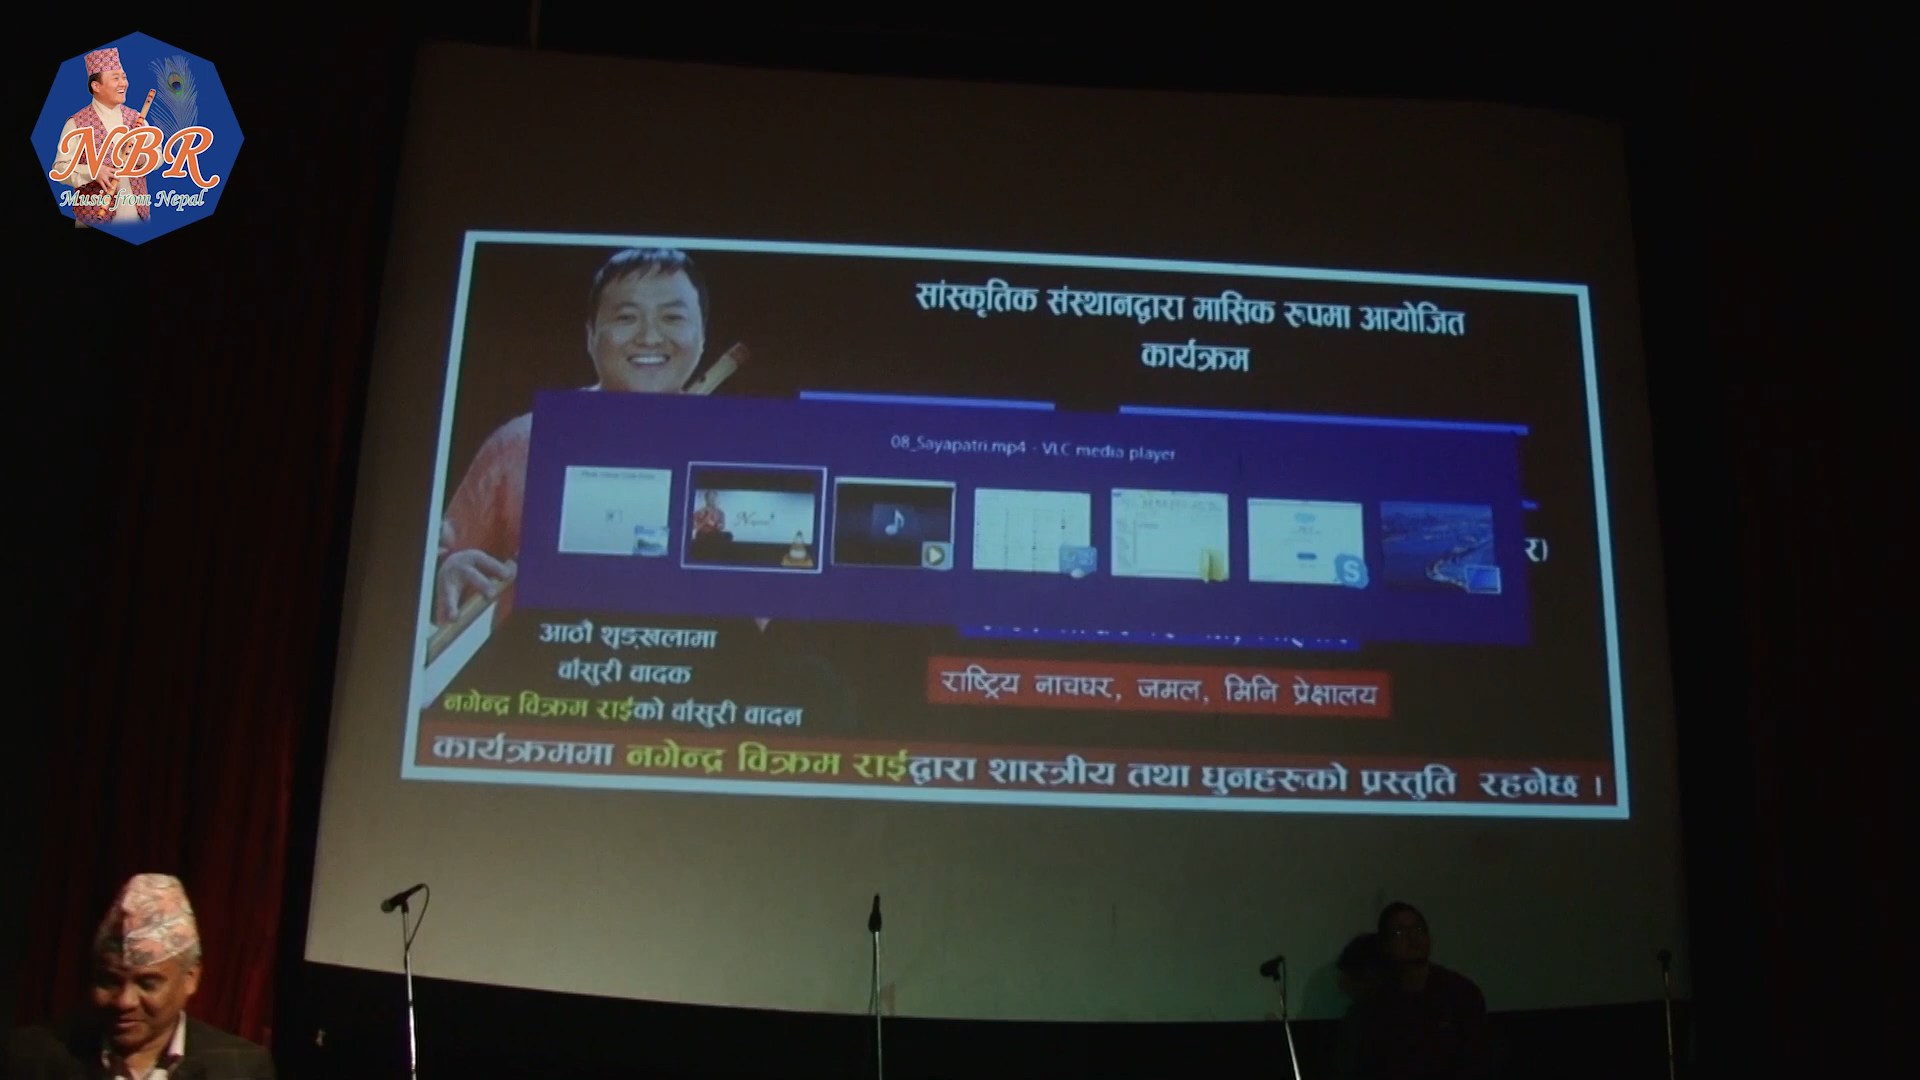 NBR
Music from Nepal
सांस्कृतिक संस्थानद्वारा मासिक रूपमा आयोजित
कार्यक्रम
08_Sayapatri.mp4 - VLC media player
र)
आठौं शृङ्खलामा
बाँसुरी वादक
नगेन्द्र विक्रम राईको बाँसुरी वादन
राष्ट्रिय नाचघर, जमल, मिनि प्रेक्षालय
कार्यक्रममा नगेन्द्र विक्रम राईद्वारा शास्त्रीय तथा धुनहरुको प्रस्तुति रहनेछ ।